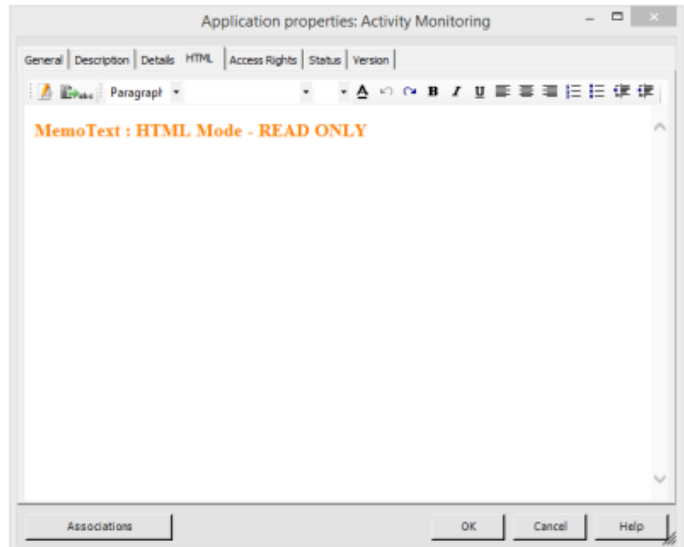 Application properties: Activity Monitoring
General Description Details HTML Access Rights Status Version
abc Paragraph A B I U
MemoText : HTML Mode - READ ONLY
Associations OK Cancel Help